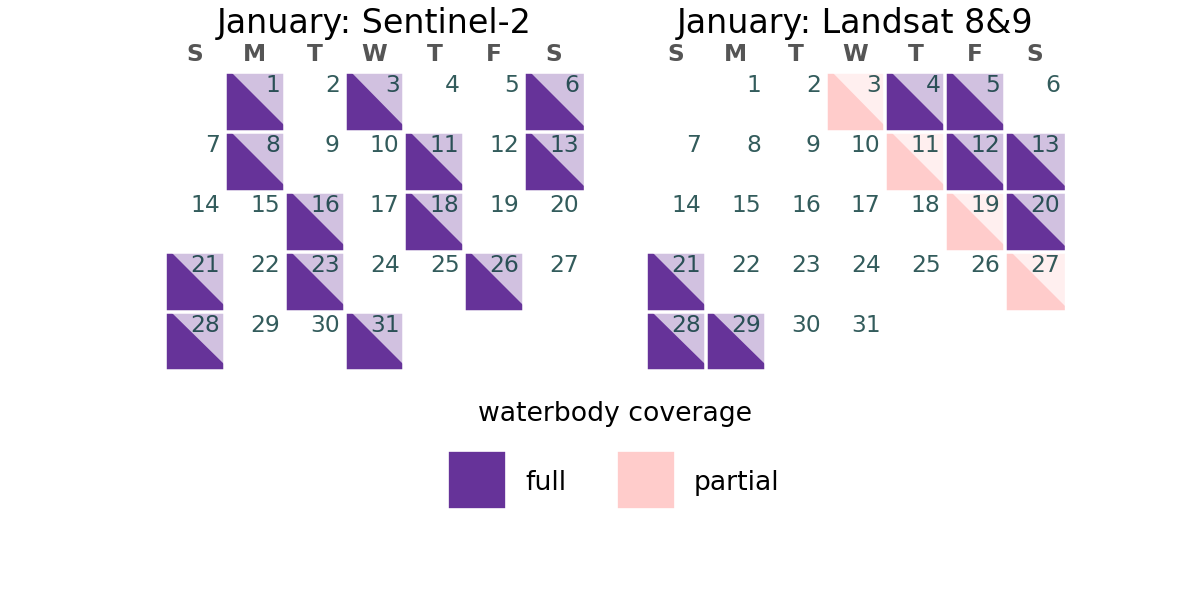 January: Sentinel-2
S M T W T F S
1 2 3 4 5 6
7 8 9 10 11 12 13
14 15 16 17 18 19 20
21 22 23 24 25 26 27
28 29 30 31
January: Landsat 8&9
S M T W T F S
1 2 3 4 5 6
7 8 9 10 11 12 13
14 15 16 17 18 19 20
21 22 23 24 25 26 27
28 29 30 31
waterbody coverage
full partial